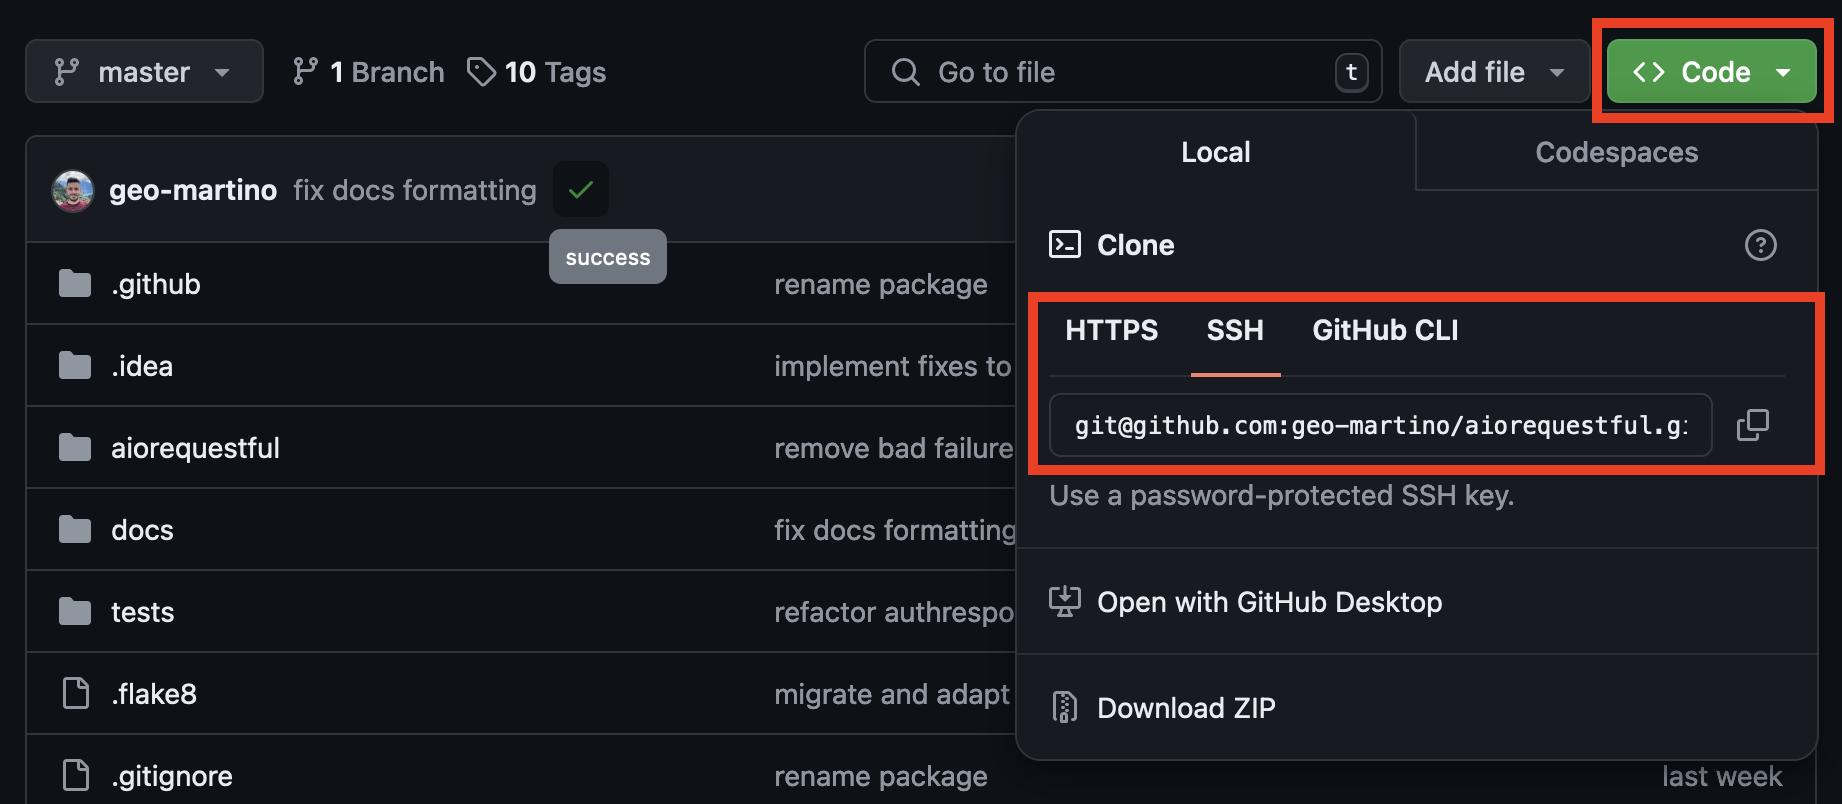 master 1 Branch 10 Tags Go to file t Add file <> Code
Local Codespaces
geo-martino fix docs formatting
success
Clone
HTTPS SSH GitHub CLI
git@github.com:geo-martino/aiorequestful.gi
Use a password-protected SSH key.
Open with GitHub Desktop
Download ZIP
.github rename package
.idea implement fixes to
aiorequestful remove bad failure
docs fix docs formatting
tests refactor authrespo
.flake8 migrate and adapt
.gitignore rename package last week